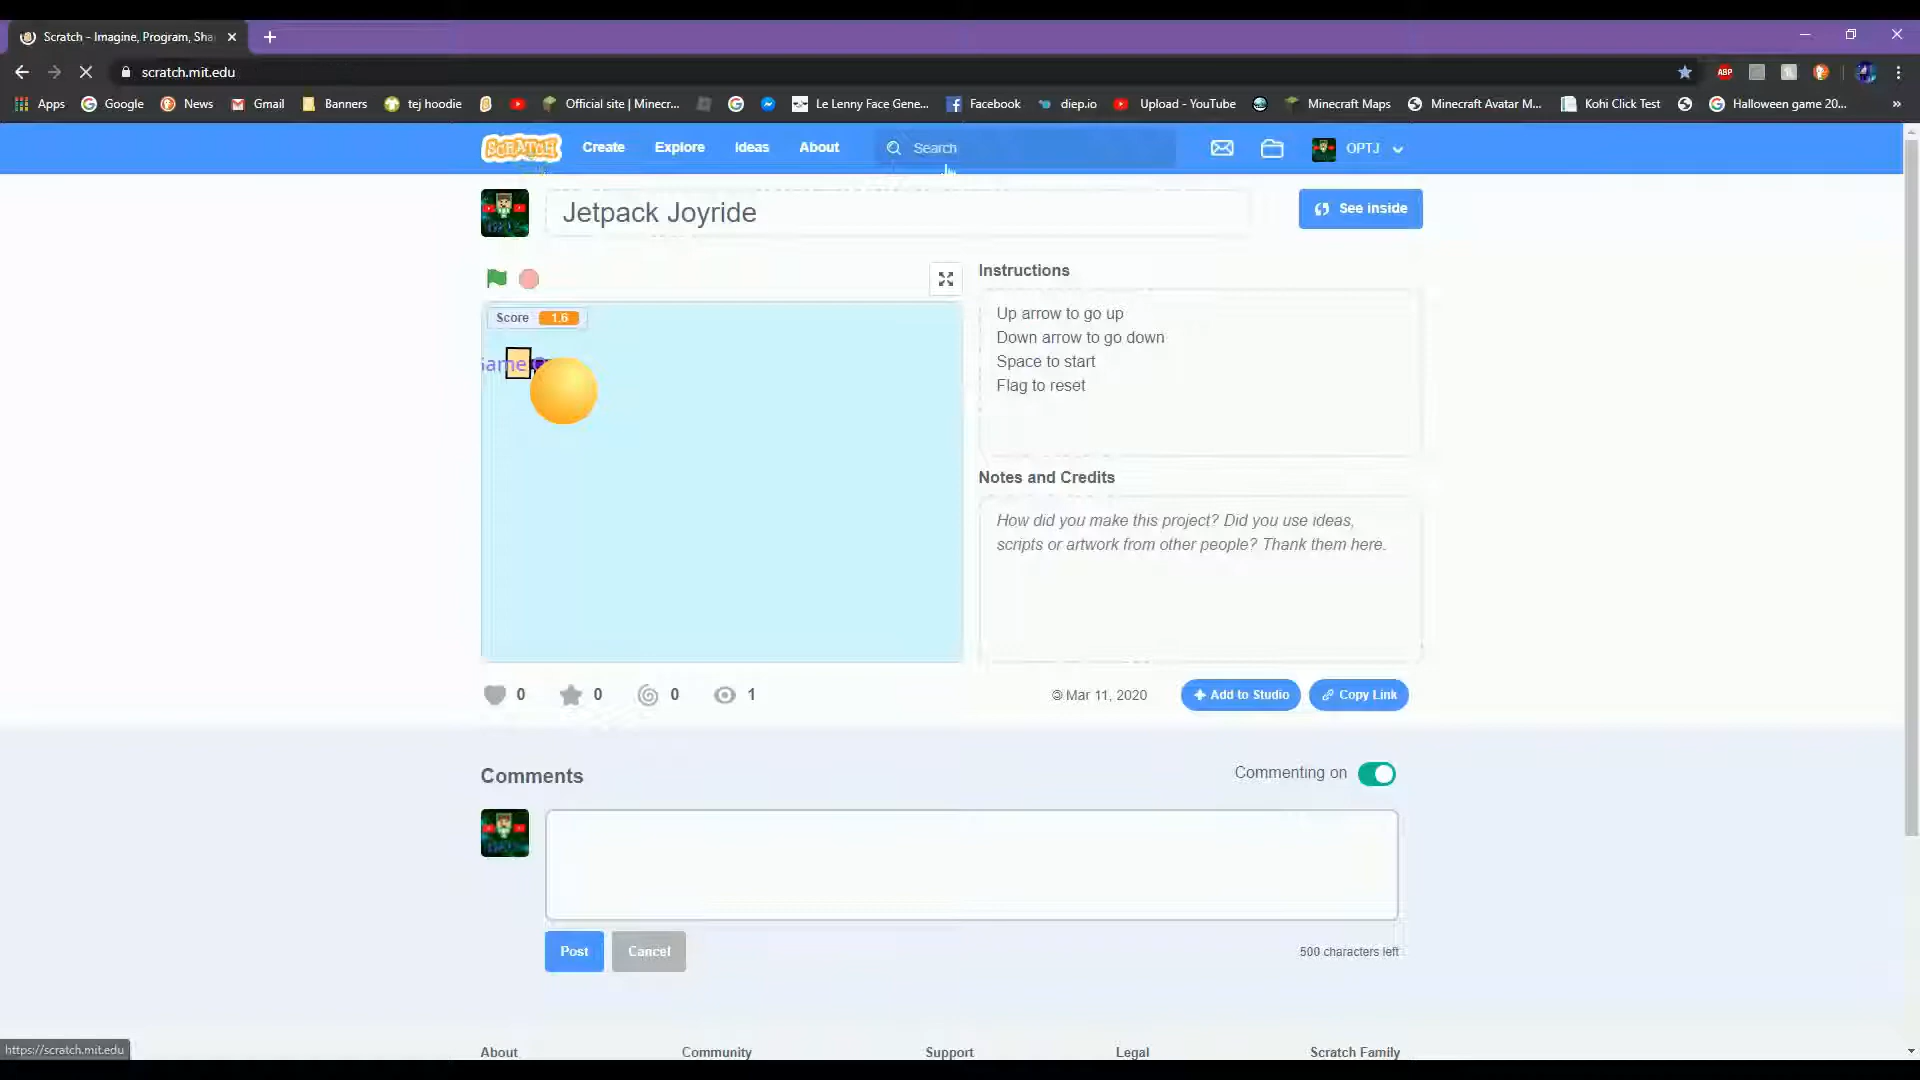 Scratch - Imagine, Program, Sha
scratch.mit.edu
ABP
Apps
Google
News
Gmail
Banners
tej hoodie
Official site | Minecr...
Le Lenny Face Gene...
Facebook
diep.io
Upload - YouTube
Minecraft Maps
Minecraft Avatar M...
Kohi Click Test
Halloween game 20...
»
SCRATCH
Create
Explore
Ideas
About
Search
OPTJ
Jetpack Joyride
See inside
Instructions
Score 1.6
Up arrow to go up
Game
Down arrow to go down
Space to start
Flag to reset
Notes and Credits
How did you make this project? Did you use ideas,
scripts or artwork from other people? Thank them here.
0
0
0
1
© Mar 11, 2020
Add to Studio
Copy Link
Comments
Commenting on
Post
Cancel
500 characters left
https://scratch.mit.edu
About
Community
Support
Legal
Scratch Family